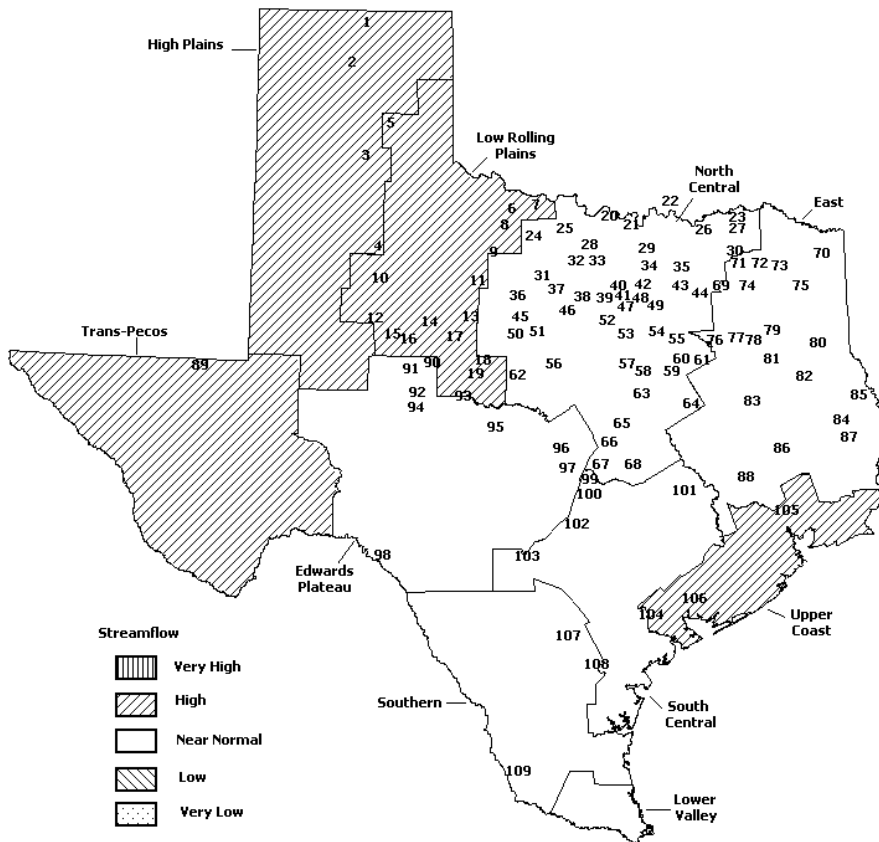 1
High Plains
2
5
3
Low Rolling
Plains
North
Central
22
East
6 7
20 21 26 23
27
8
24 25
4
9
28 29 30 70
32 33 34 35 71 72 73
10
11
31
36 37 38 39 40 41 42 43 44 69 74 75
12 13
14
45 46 47 48 49
52
15 16 17
50 51 53 54 55 76 77 78 79 80
Trans-Pecos
89
91 90 18
19 62 56 57 58 59 60 61 81 82
92 93
94
63 64 83 85
95
65 84
96 66 86 87
97 67 68
99 88
100 101
105
102
98
103
Edwards
Plateau
104 106
Upper
Coast
Streamflow
107
Very High
108
High
Southern
South
Central
Near Normal
109
Low
Lower
Valley
Very Low